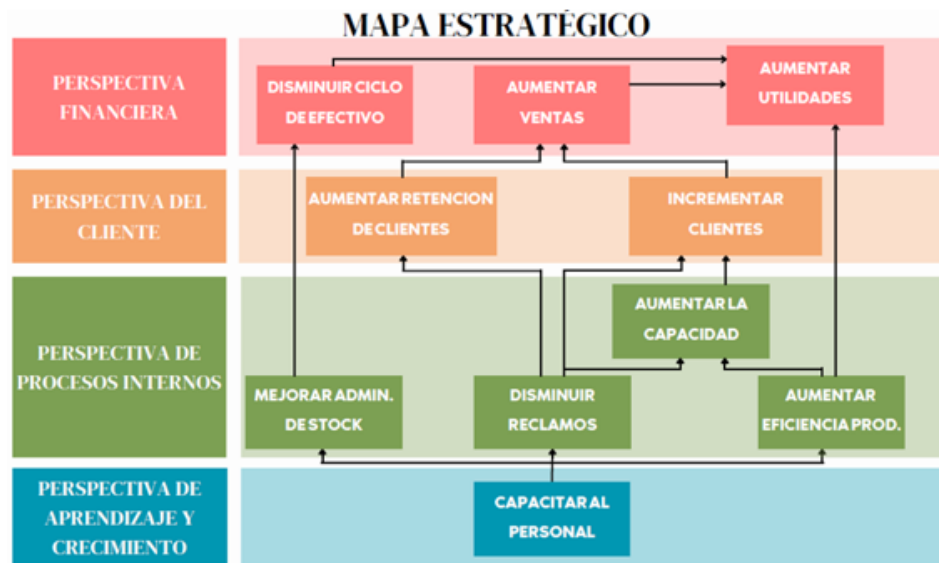 MAPA ESTRATÉGICO
PERSPECTIVA
FINANCIERA
DISMINUIR CICLO
DE EFECTIVO
AUMENTAR
VENTAS
AUMENTAR
UTILIDADES
PERSPECTIVA DEL
CLIENTE
AUMENTAR RETENCION
DE CLIENTES
INCREMENTAR
CLIENTES
PERSPECTIVA DE
PROCESOS INTERNOS
AUMENTAR LA
CAPACIDAD
MEJORAR ADMIN.
DE STOCK
DISMINUIR
RECLAMOS
AUMENTAR
EFICIENCIA PROD.
PERSPECTIVA DE
APRENDIZAJE Y
CRECIMIENTO
CAPACITAR AL
PERSONAL